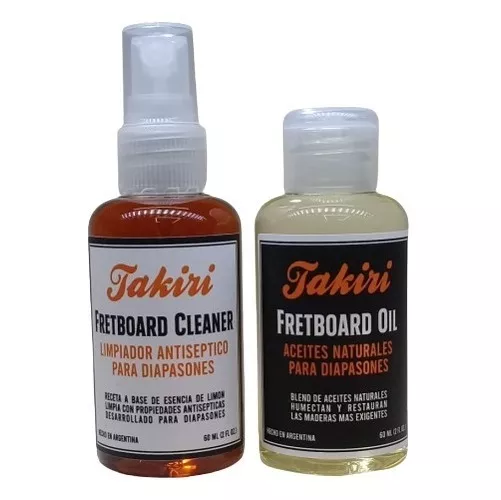 Takiri
FRETBOARD CLEANER
LIMPIADOR ANTISEPTICO
PARA DIAPASONES
RECETA A BASE DE ESENCIA DE LIMON
LIMPIA CON PROPIEDADES ANTISEPTICAS
DESARROLLADO PARA DIAPASONES
HECHO EN ARGENTINA
60 ML (2 FL OZ.)
Takiri
FRETBOARD OIL
ACEITES NATURALES
PARA DIAPASONES
BLEND DE ACEITES NATURALES
HUMECTAN Y RESTAURAN
LAS MADERAS MAS EXIGENTES
HECHO EN ARGENTINA
60 ML (2 FL OZ.)